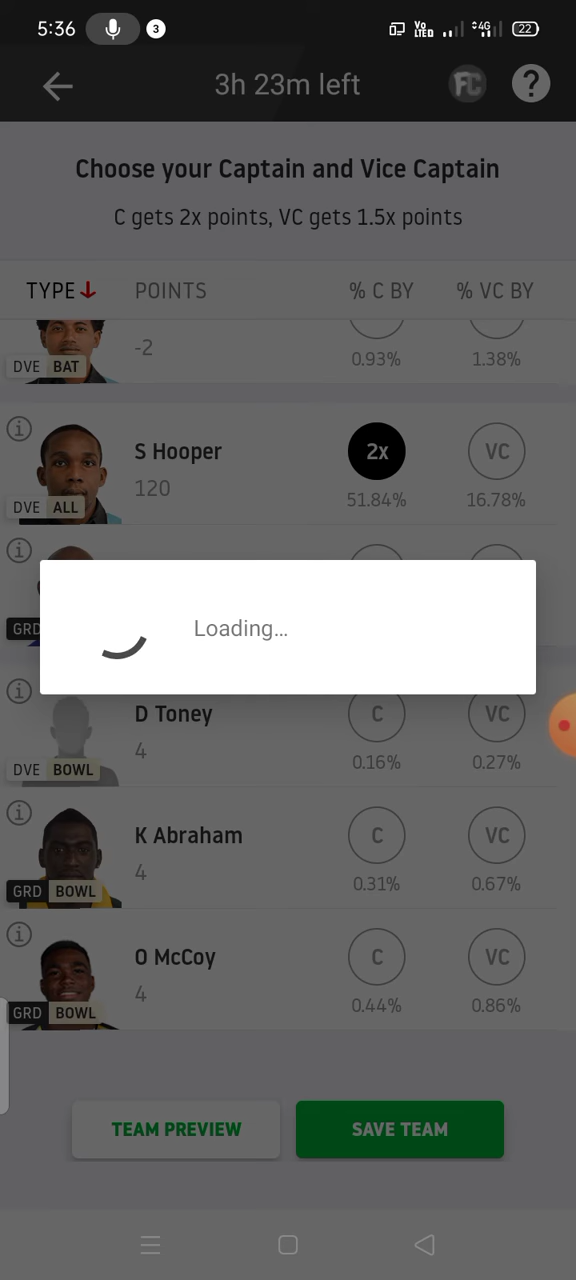 5:36 3 Vo LTED 4G 22
3h 23m left FC ?
Choose your Captain and Vice Captain
C gets 2x points, VC gets 1.5x points
TYPE POINTS % C BY % VC BY
-2
0.93% 1.38%
DVE BAT
S Hooper 2x VC
120
51.84% 16.78%
DVE ALL
GRD
Loading...
D Toney C VC
4
0.16% 0.27%
DVE BOWL
K Abraham C VC
4
0.31% 0.67%
GRD BOWL
O McCoy C VC
4
0.44% 0.86%
GRD BOWL
TEAM PREVIEW SAVE TEAM